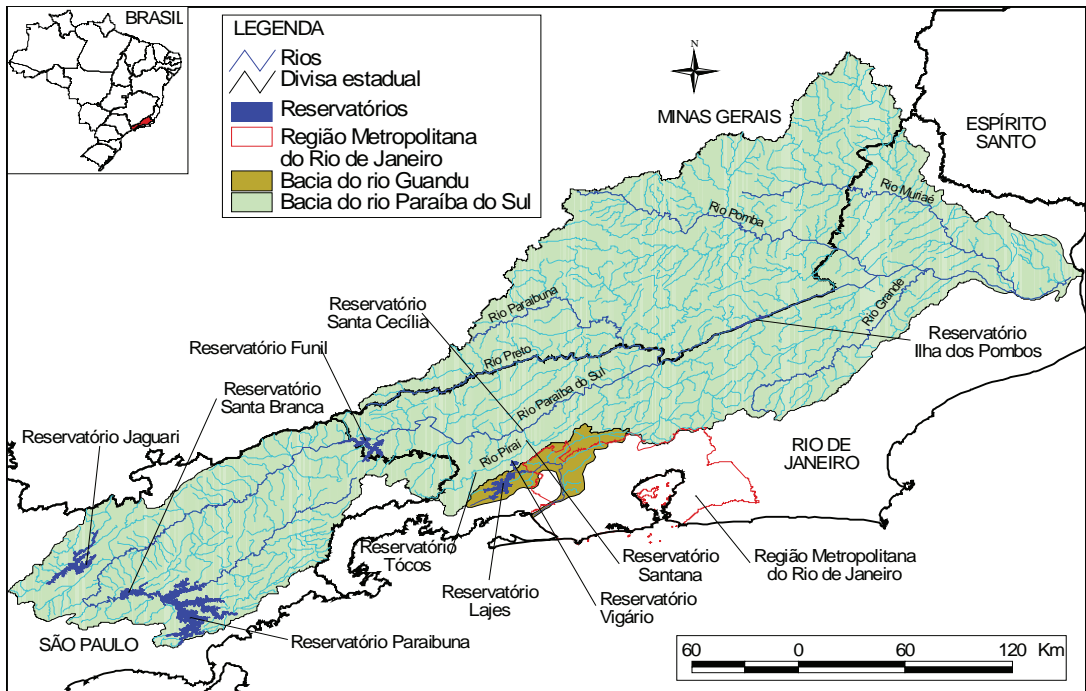 BRASIL
LEGENDA
Rios
Divisa estadual
Reservatórios
Região Metropolitana
do Rio de Janeiro
Bacia do rio Guandu
Bacia do rio Paraíba do Sul
N
MINAS GERAIS
ESPÍRITO
SANTO
Rio Muriaé
Rio Pomba
Rio Grande
Rio Paraibuna
Rio Preto
Rio Paraíba do Sul
Rio Piraí
Reservatório
Santa Cecília
Reservatório Funil
Reservatório
Santa Branca
Reservatório Jaguari
Reservatório
Ilha dos Pombos
RIO DE
JANEIRO
Reservatório
Tócos
Reservatório
Lajes
Reservatório
Santana
Reservatório
Vigário
Região Metropolitana
do Rio de Janeiro
SÃO PAULO
Reservatório Paraibuna
60 0 60 120 Km